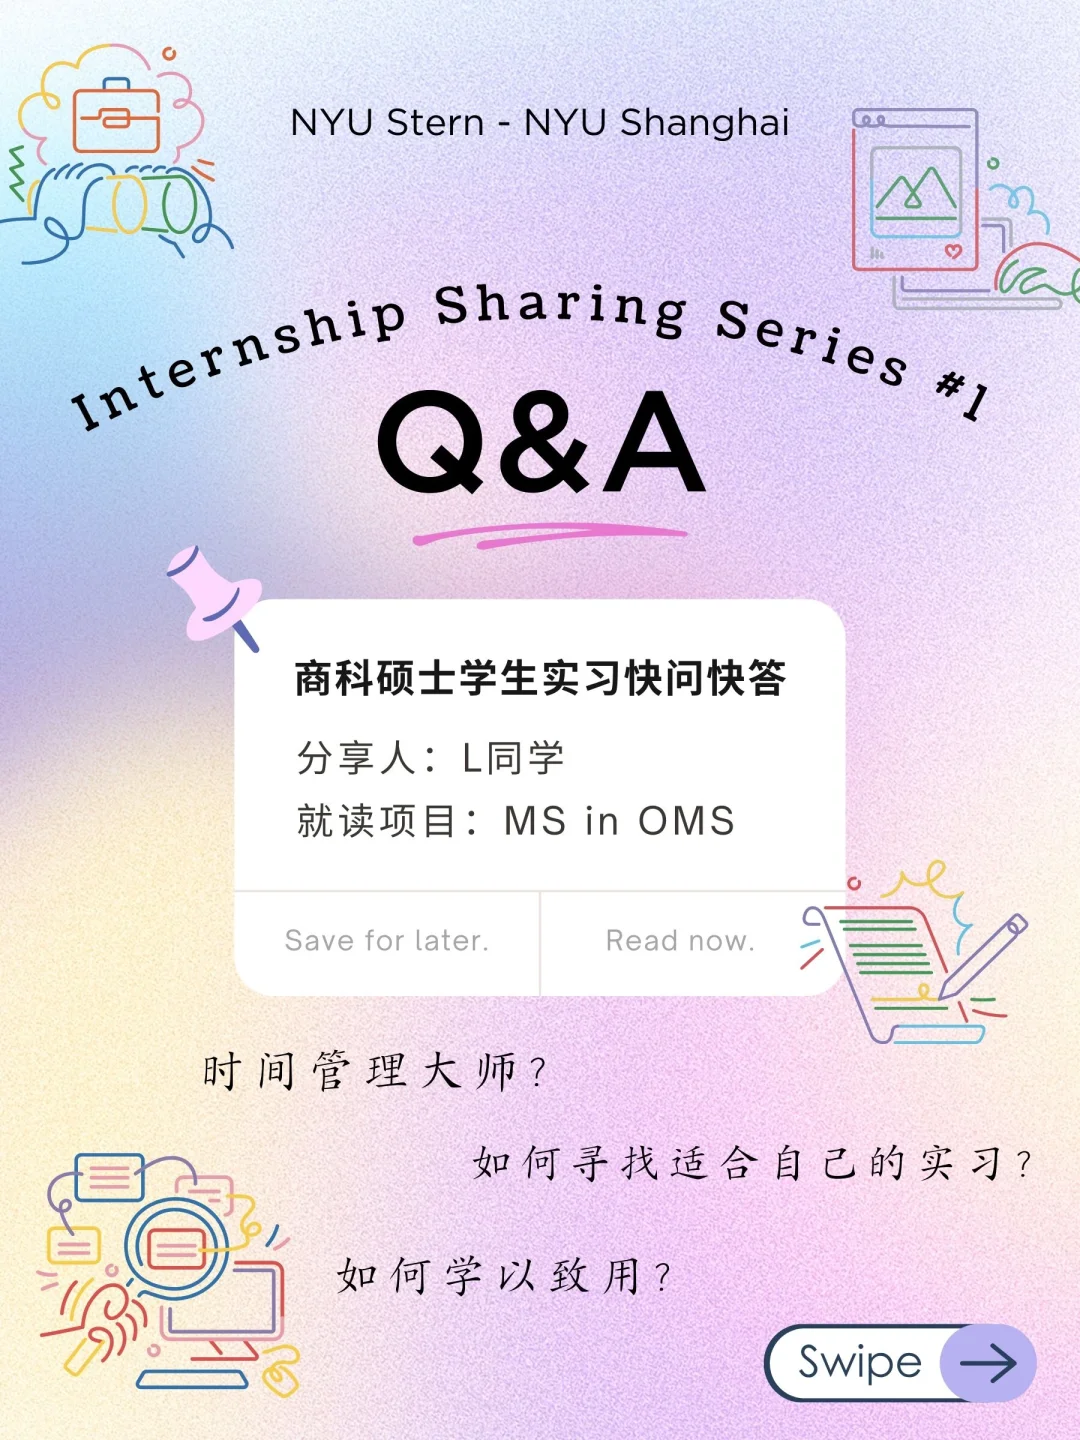 NYU Stern - NYU Shanghai
Internship Sharing Series #1
Q&A
商科硕士学生实习快问快答
分享人：L同学
就读项目：MS in OMS
Save for later.
Read now.
时间管理大师？
如何寻找适合自己的实习？
如何学以致用？
Swipe